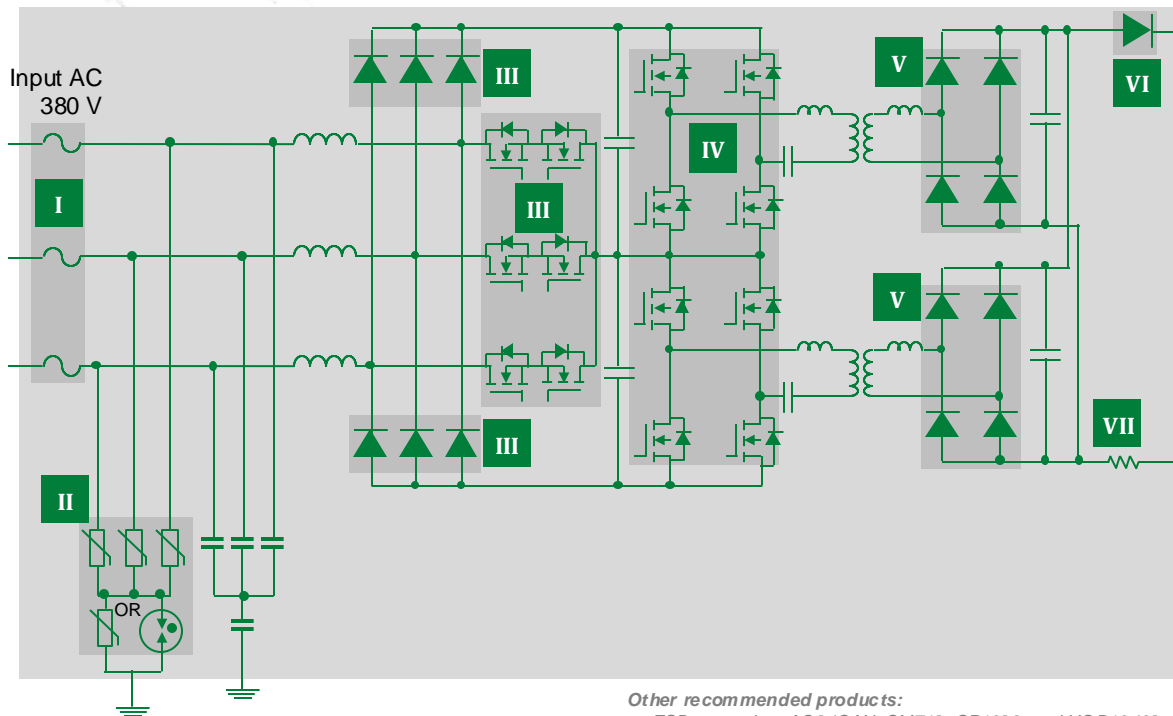 Input AC
380 V
I
II
III
III
III
IV
V
V
VI
VII
OR
Other recommended products: